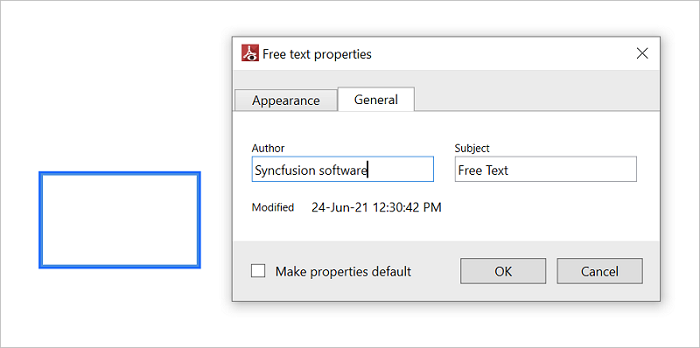 Free text properties
Appearance General
Author Subject
Syncfusion software Free Text
Modified 24-Jun-21 12:30:42 PM
Make properties default OK Cancel